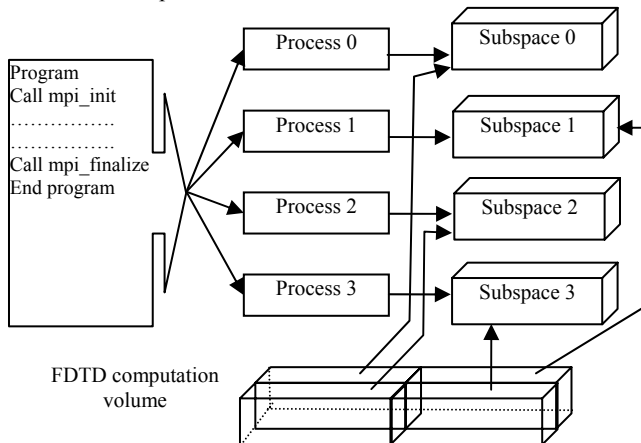 Program
Call mpi_init
................
................
Call mpi_finalize
End program
Process 0
Subspace 0
Process 1
Subspace 1
Process 2
Subspace 2
Process 3
Subspace 3
FDTD computation
volume